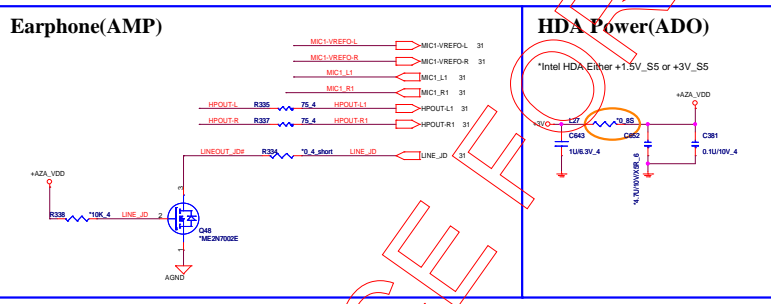 Earphone(AMP)
MIC1-VREFO-L MIC1-VREFO-L 31
MIC1-VREFO-R MIC1-VREFO-R 31
MIC1_L1 MIC1_L1 31
MIC1_R1 MIC1_R1 31
HPOUT-L R335 75_4 HPOUT-L1 HPOUT-L1 31
HPOUT-R R337 75_4 HPOUT-R1 HPOUT-R1 31
LINEOUT_JD# R334 *0_4_short LINE_JD LINE_JD 31
+AZA_VDD
R338 *10K_4 LINE_JD 2
3
1
Q48
*ME2N7002E
AGND
HDA Power(ADO)
*Intel HDA Either +1.5V_S5 or +3V_S5
+AZA_VDD
+3V L27 *0_8S
C643
1U/6.3V_4
C652
*4.7U/10V/X5R_6
C381
0.1U/10V_4